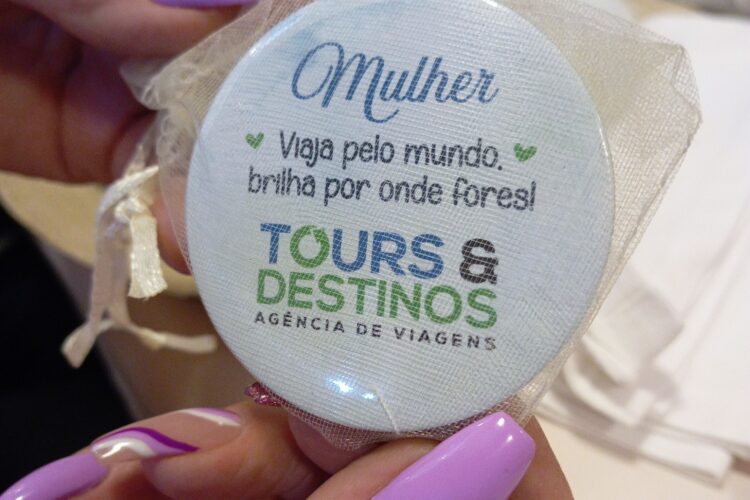 Mulher
Viaja pelo mundo,
brilha por onde fores!
TOURS &
DESTINOS
AGÊNCIA DE VIAGENS